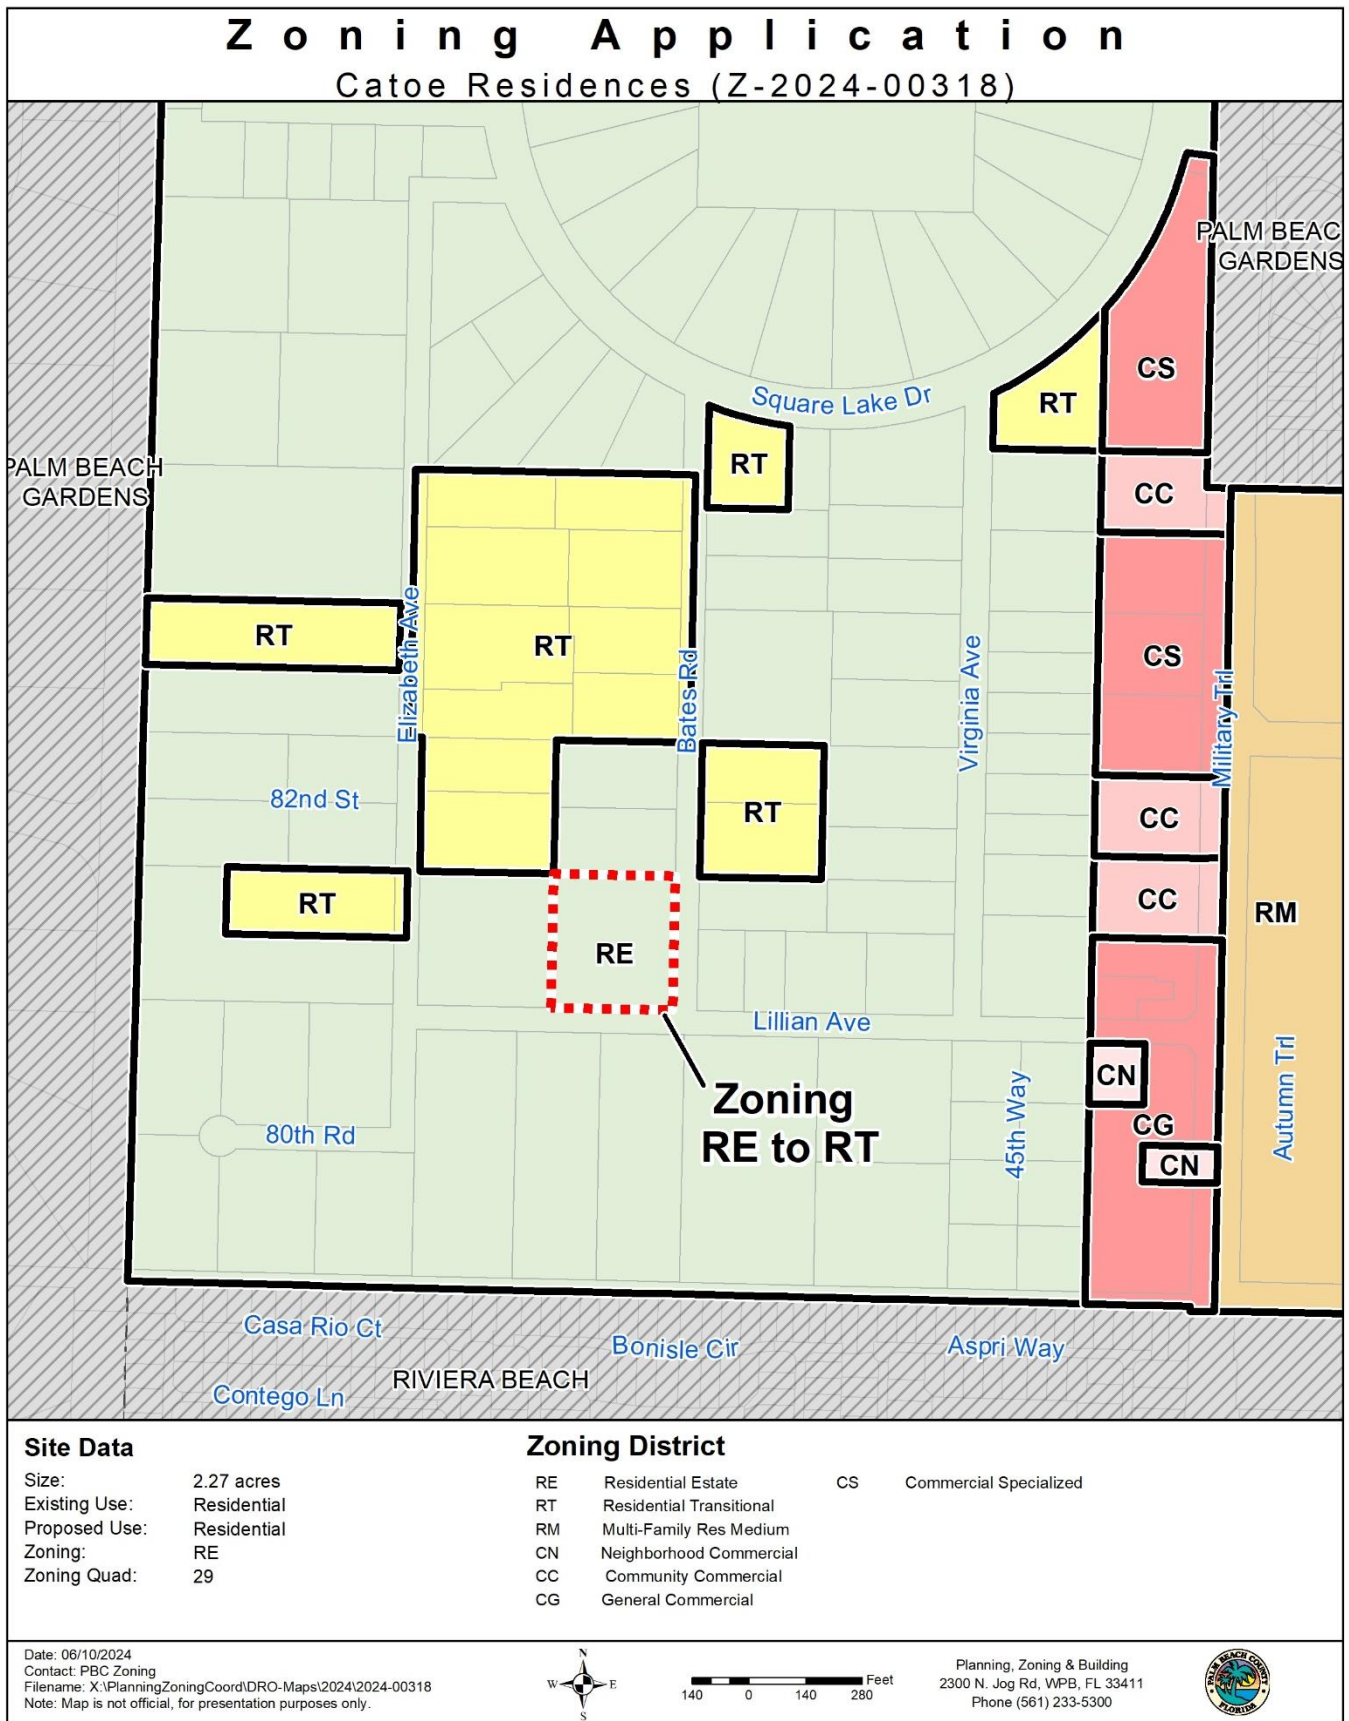 Zoning Application
Catoe Residences (Z-2024-00318)
PALM BEAC
GARDENS
CS
Square Lake Dr
RT
RT
PALM BEACH
GARDENS
CC
Elizabeth Ave
RT
RT
Bates Rd
Virginia Ave
CS
Military Trl
82nd St
RT
CC
RT
CC
RM
RE
Lillian Ave
Zoning
RE to RT
CN
45th Way
CG
CN
Autumn Trl
80th Rd
Casa Rio Ct
Bonisle Cir
Aspri Way
RIVIERA BEACH
Contego Ln
Site Data
Size: 2.27 acres
Existing Use: Residential
Proposed Use: Residential
Zoning: RE
Zoning Quad: 29
Zoning District
RE Residential Estate CS Commercial Specialized
RT Residential Transitional
RM Multi-Family Res Medium
CN Neighborhood Commercial
CC Community Commercial
CG General Commercial
Date: 06/10/2024
Contact: PBC Zoning
Filename: X:\PlanningZoningCoord\DRO-Maps\2024\2024-00318
Note: Map is not official, for presentation purposes only.
N
W E
S
Feet
140 0 140 280
Planning, Zoning & Building
2300 N. Jog Rd, WPB, FL 33411
Phone (561) 233-5300
PALM BEACH COUNTY
FLORIDA